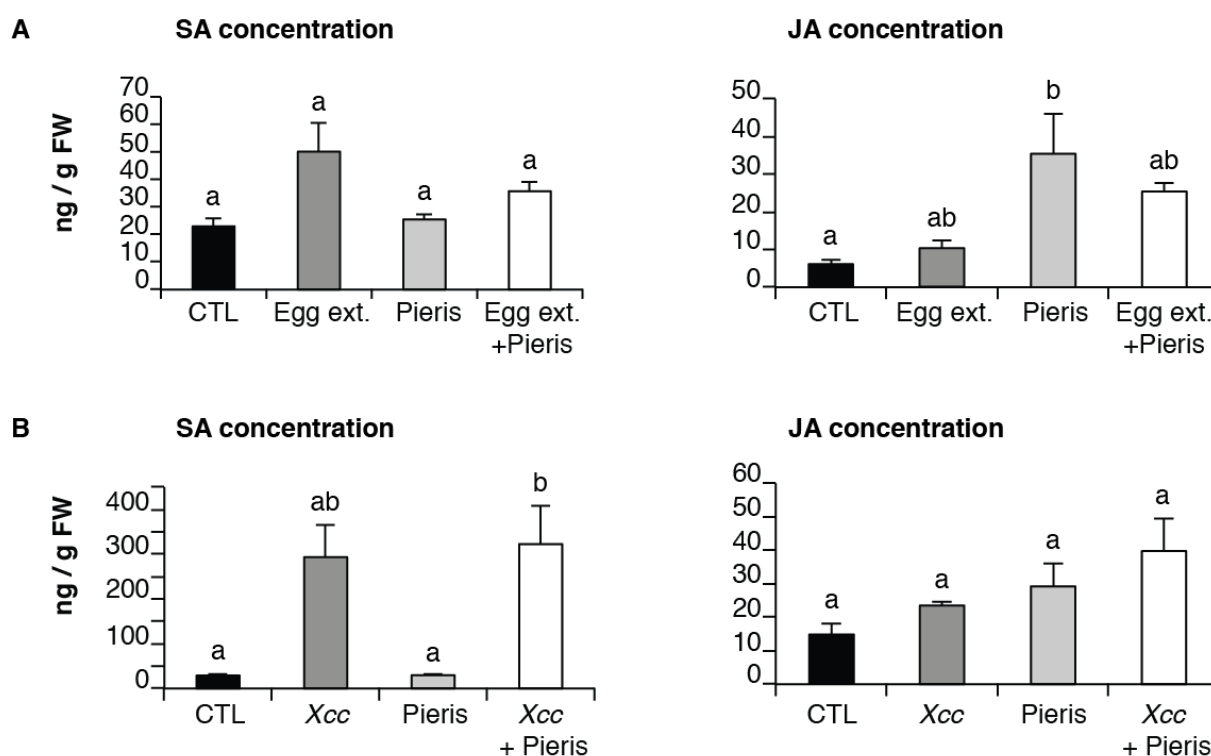 A
SA concentration
JA concentration
ng / g FW
70
60
50
40
30
20
10
0
a
a
a
a
CTL
Egg ext.
Pieris
Egg ext.
+Pieris
50
40
30
20
10
0
a
ab
b
ab
CTL
Egg ext.
Pieris
Egg ext.
+Pieris
B
SA concentration
JA concentration
ng / g FW
400
300
200
100
0
a
ab
a
b
CTL
Xcc
Pieris
Xcc
+ Pieris
60
50
40
30
20
10
0
a
a
a
a
CTL
Xcc
Pieris
Xcc
+ Pieris